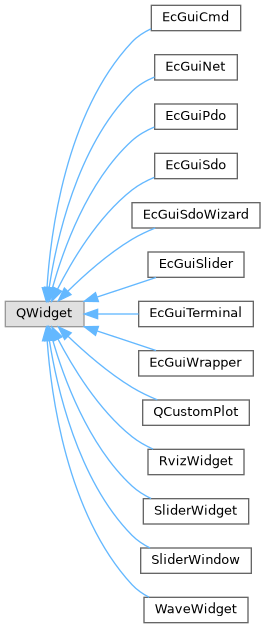 EcGuiCmd
EcGuiNet
EcGuiPdo
EcGuiSdo
EcGuiSdoWizard
EcGuiSlider
QWidget
EcGuiTerminal
EcGuiWrapper
QCustomPlot
RvizWidget
SliderWidget
SliderWindow
WaveWidget